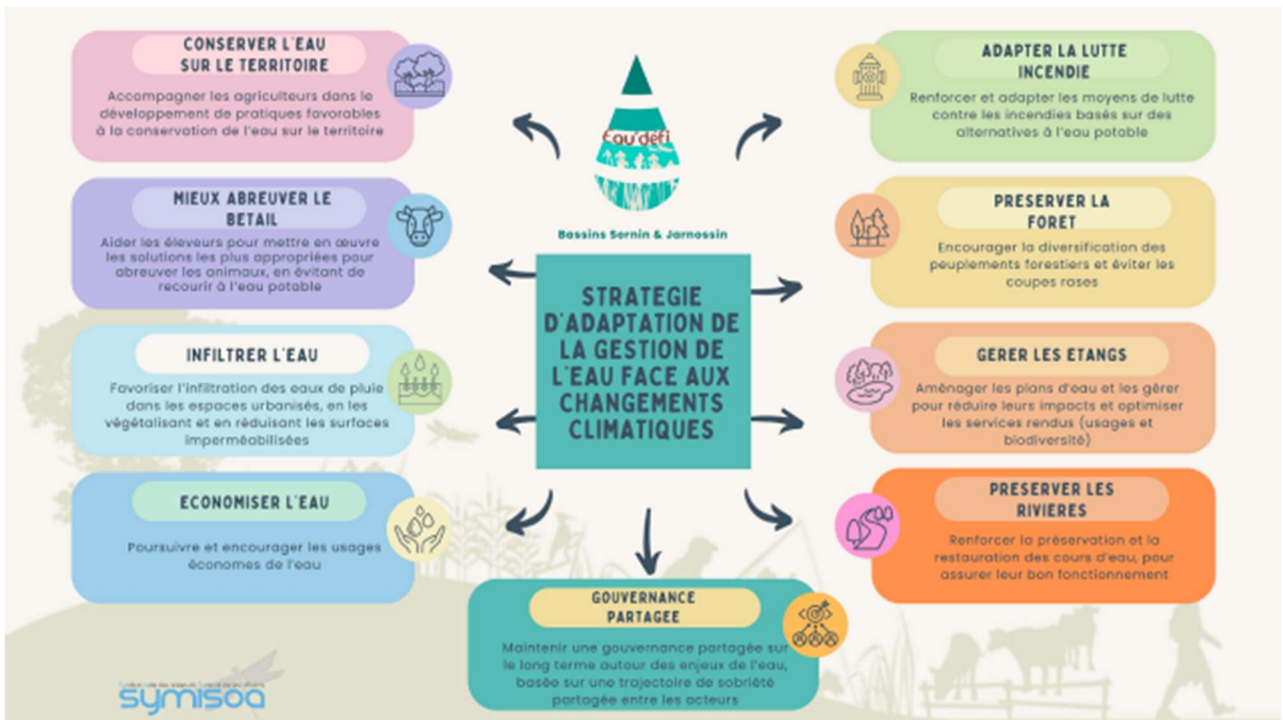 CONSERVER L'EAU
SUR LE TERRITOIRE
Accompagner les agriculteurs dans le
développement de pratiques favorables
à la conservation de l'eau sur le territoire
MIEUX ABREUVER LE
BETAIL
Aider les éleveurs pour mettre en œuvre
les solutions les plus appropriées pour
abreuver les animaux, en évitant de
recourir à l'eau potable
INFILTRER L'EAU
Favoriser l'infiltration des eaux de pluie
dans les espaces urbanisés, en les
végétalisant et en réduisant les surfaces
imperméabilisées
ECONOMISER L'EAU
Poursuivre et encourager les usages
économes de l'eau
Eau'défi
Bassins Sornin & Jarnossin
STRATEGIE
D'ADAPTATION DE
LA GESTION DE
L'EAU FACE AUX
CHANGEMENTS
CLIMATIQUES
ADAPTER LA LUTTE
INCENDIE
Renforcer et adapter les moyens de lutte
contre les incendies basés sur des
alternatives à l'eau potable
PRESERVER LA
FORET
Encourager la diversification des
peuplements forestiers et éviter les
coupes rases
GERER LES ETANGS
Aménager les plans d'eau et les gérer
pour réduire leurs impacts et optimiser
les services rendus (usages et
biodiversité)
PRESERVER LES
RIVIERES
Renforcer la préservation et la
restauration des cours d'eau, pour
assurer leur bon fonctionnement
GOUVERNANCE
PARTAGEE
Maintenir une gouvernance partagée sur
le long terme autour des enjeux de l'eau,
basée sur une trajectoire de sobriété
partagée entre les acteurs
symisoa